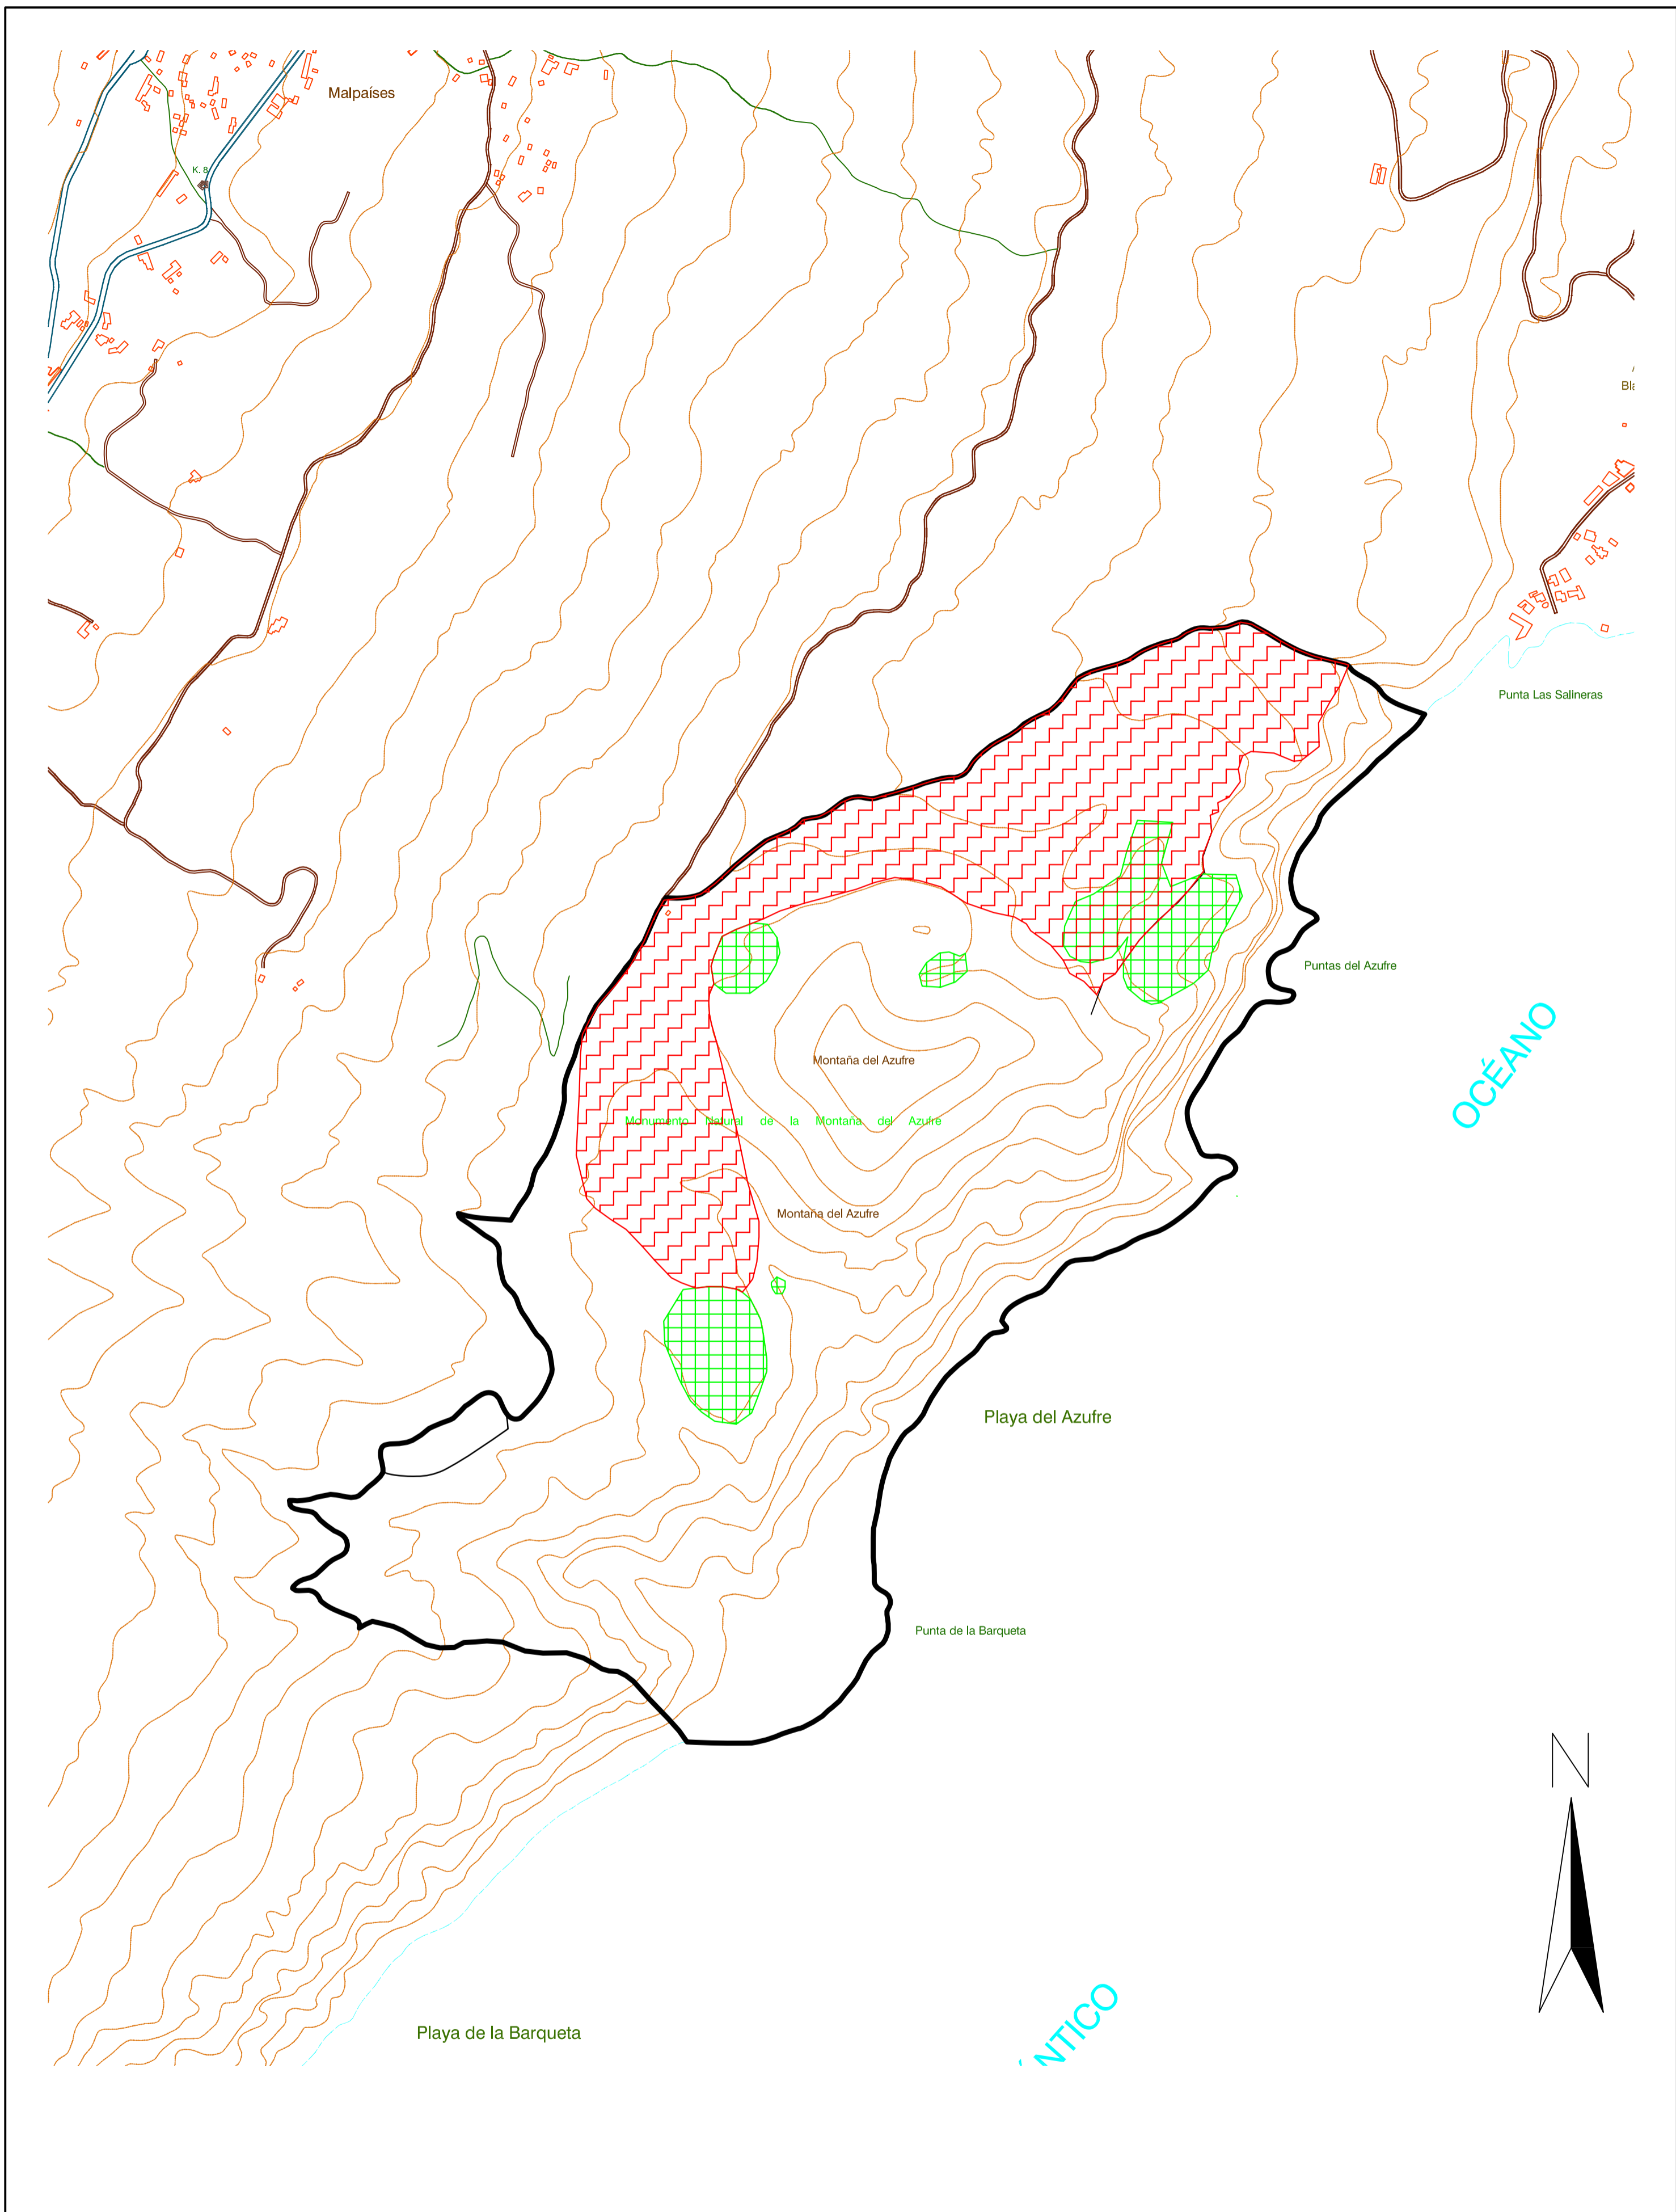 Malpaíses
K. 8
Punta Las Salineras
Puntas del Azufre
OCÉANO
Montaña del Azufre
Monumento Natural de la Montaña del Azufre
Montaña del Azufre
Playa del Azufre
Punta de la Barqueta
N
NTICO
Playa de la Barqueta